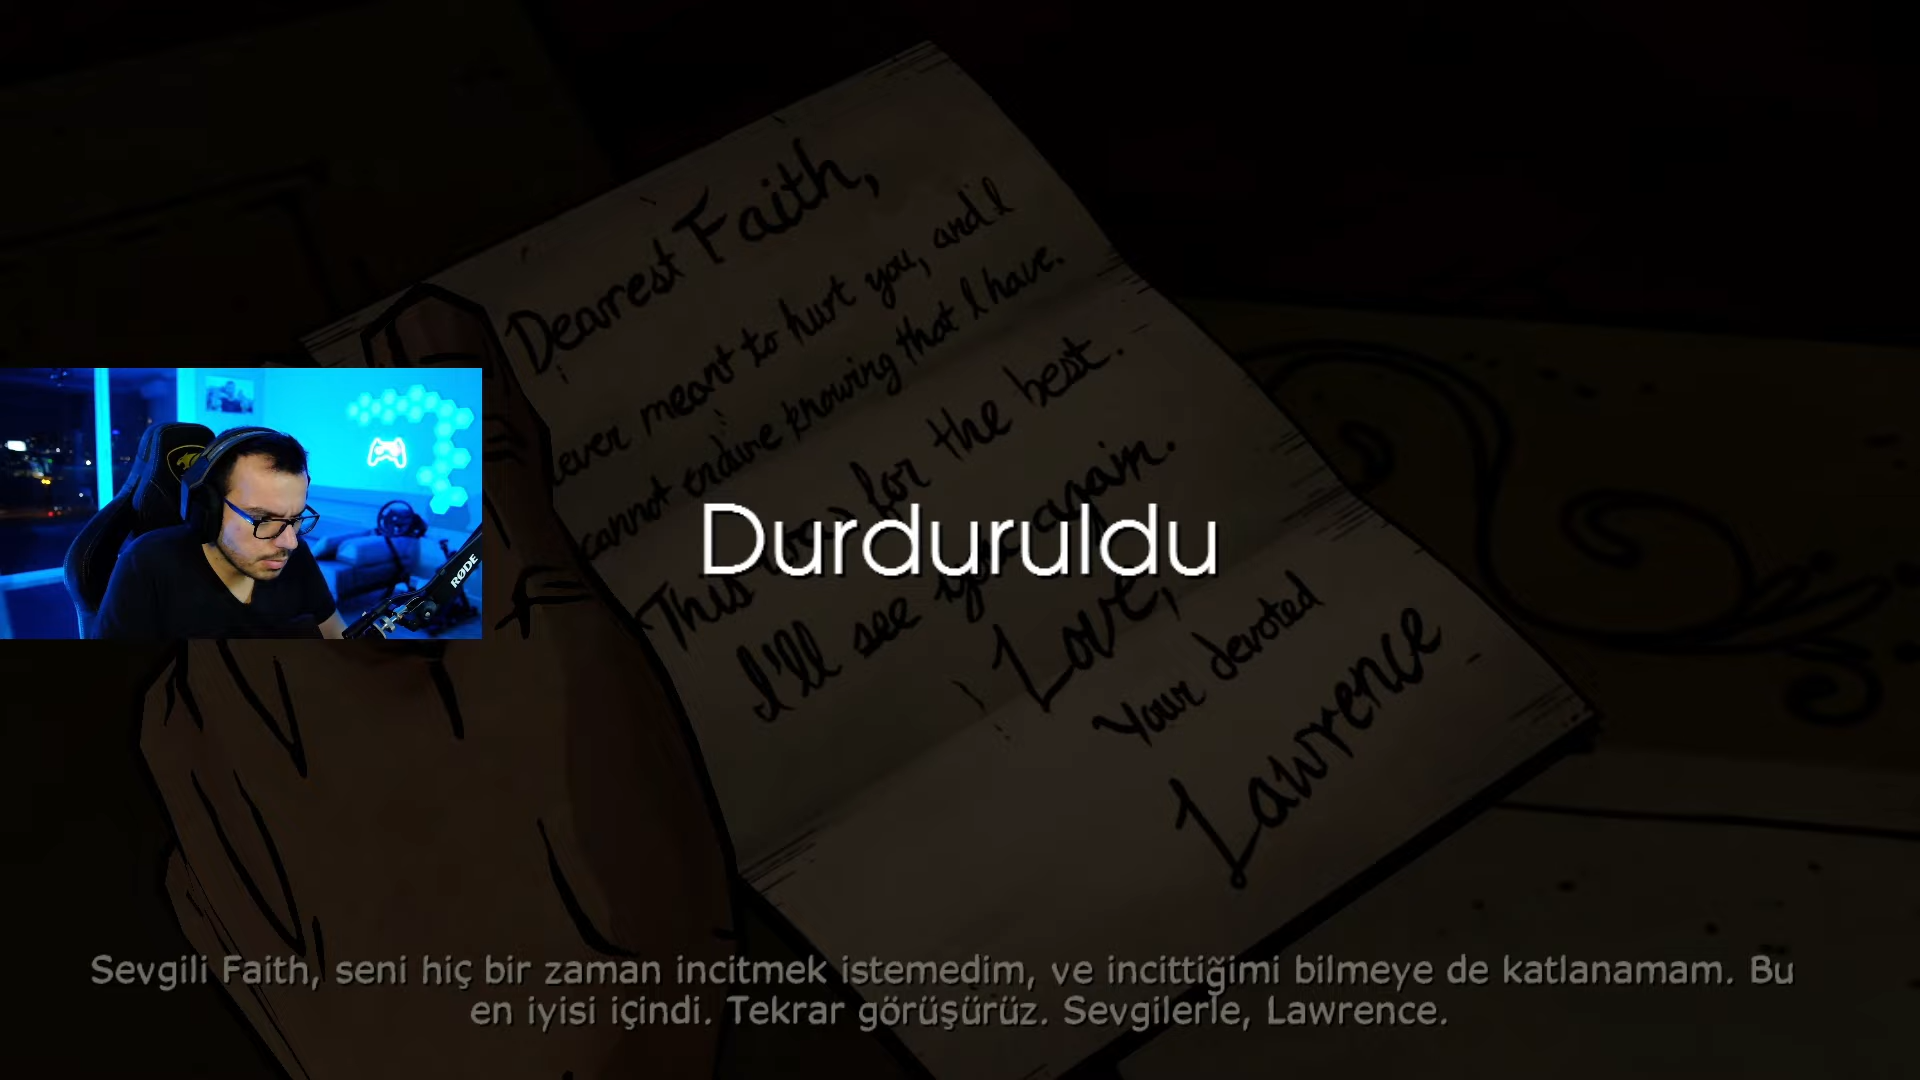 Dearest Faith,
never meant to hurt you, and I
cannot endure knowing that I have.
This was for the best.
I'll see you again.
Love,
Your devoted
Lawrence
Durduruldu
RØDE
Sevgili Faith, seni hiç bir zaman incitmek istemedim, ve incittiğimi bilmeye de katlanamam. Bu
en iyisi içindi. Tekrar görüşürüz. Sevgilerle, Lawrence.